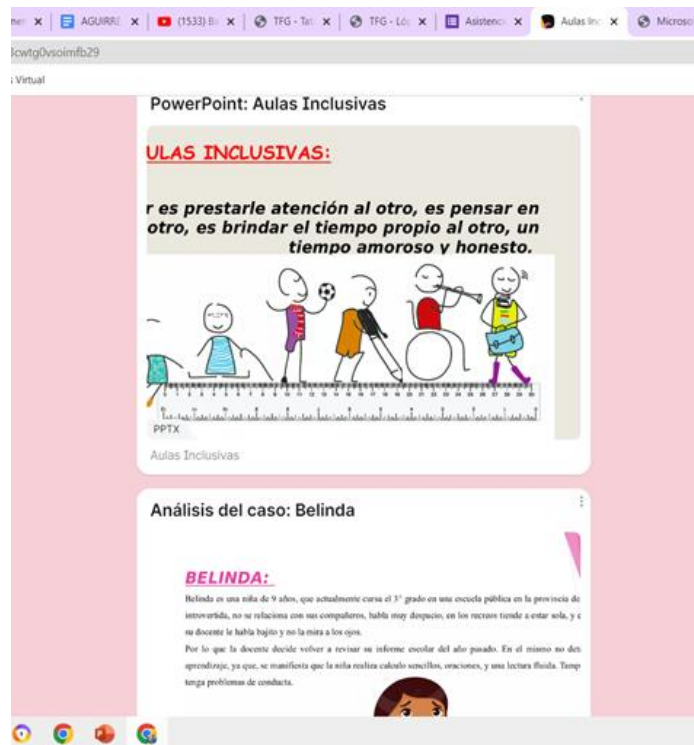 AGUIRRE
(1533) B
TFG - Tat
TFG - Lóp
Asistenc
Aulas Inc
Microso
cwtg0vsoimfb29
Virtual
PowerPoint: Aulas Inclusivas
ULAS INCLUSIVAS:
r es prestarle atención al otro, es pensar en
otro, es brindar el tiempo propio al otro, un
tiempo amoroso y honesto.
PPTX
Aulas Inclusivas
Análisis del caso: Belinda
BELINDA:
Belinda es una niña de 9 años, que actualmente cursa el 3° grado en una escuela pública en la provincia de
introvertida, no se relaciona con sus compañeros, habla muy despacio, en los recreos tiende a estar sola, y c
su docente le habla bajito y no la mira a los ojos.
Por lo que la docente decide volver a revisar su informe escolar del año pasado. En el mismo no det
aprendizaje, ya que, se manifiesta que la niña realiza calculo sencillos, oraciones, y una lectura fluida. Tamp
tenga problemas de conducta.